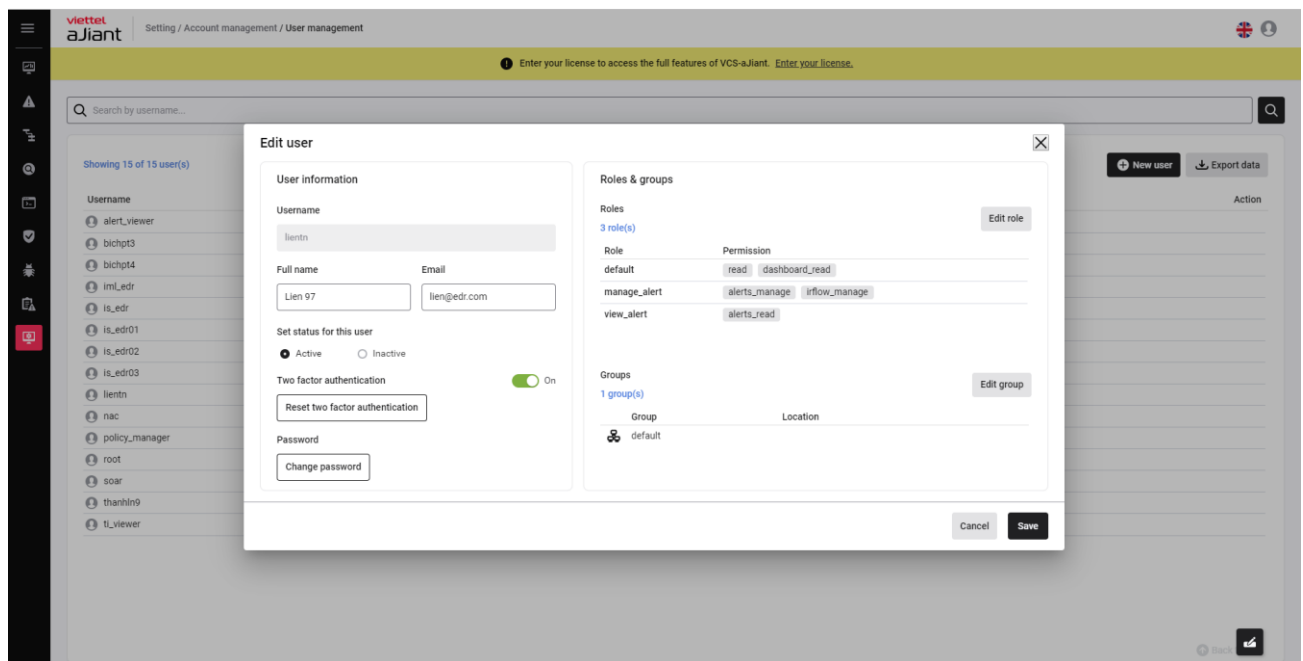 viettel
aJiant
Setting / Account management / User management
Enter your license to access the full features of VCS-aJiant. Enter your license.
Search by username...
Showing 15 of 15 user(s)
New user
Export data
Username
Action
alert_viewer
bichpt3
bichpt4
iml_edr
is_edr
is_edr01
is_edr02
is_edr03
lientn
nac
policy_manager
root
soar
thanhln9
ti_viewer
Edit user
User information
Username
lientn
Full name Email
Lien 97 lien@edr.com
Set status for this user
Active Inactive
Two factor authentication On
Reset two factor authentication
Password
Change password
Roles & groups
Roles
3 role(s)
Edit role
Role Permission
default read dashboard_read
manage_alert alerts_manage irflow_manage
view_alert alerts_read
Groups
1 group(s)
Edit group
Group Location
default
Cancel Save
Back